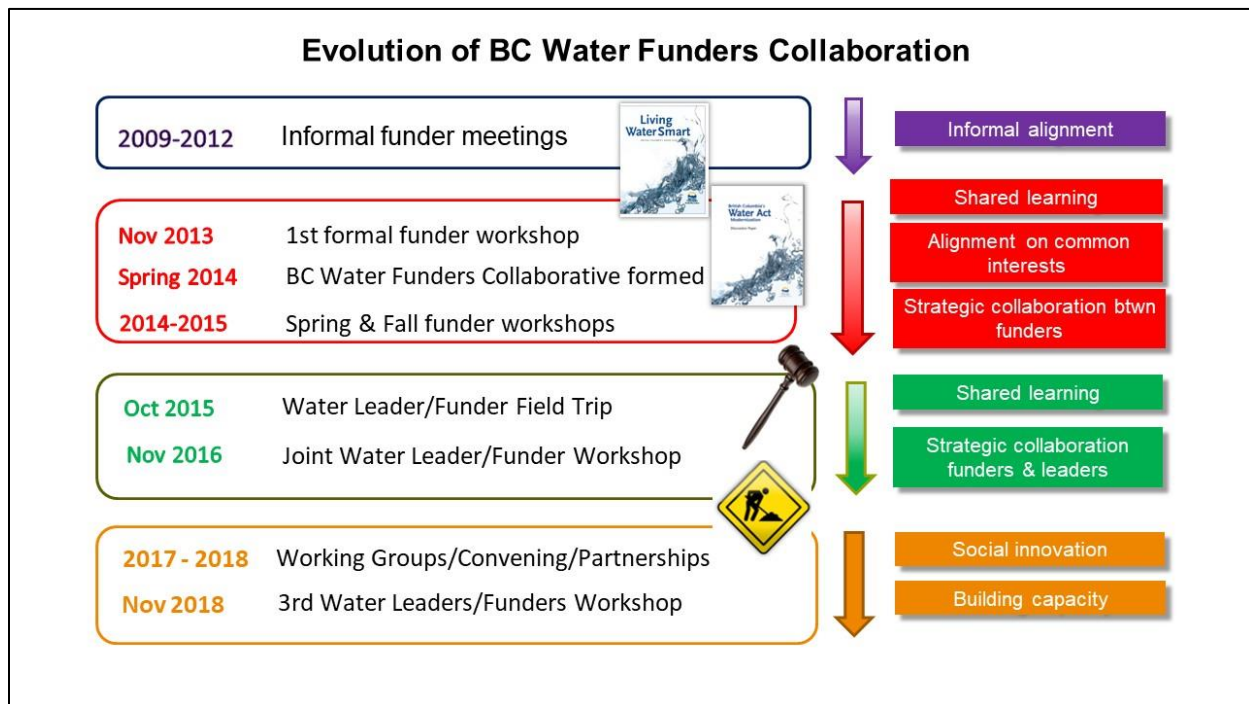 Evolution of BC Water Funders Collaboration
2009-2012 Informal funder meetings
Living
Water Smart
Informal alignment
British Columbia's
Water Act
Modernization
Discussion Paper
Nov 2013 1st formal funder workshop
Spring 2014 BC Water Funders Collaborative formed
2014-2015 Spring & Fall funder workshops
Shared learning
Alignment on common
interests
Strategic collaboration btwn
funders
Oct 2015 Water Leader/Funder Field Trip
Nov 2016 Joint Water Leader/Funder Workshop
Shared learning
Strategic collaboration
funders & leaders
2017 - 2018 Working Groups/Convening/Partnerships
Nov 2018 3rd Water Leaders/Funders Workshop
Social innovation
Building capacity